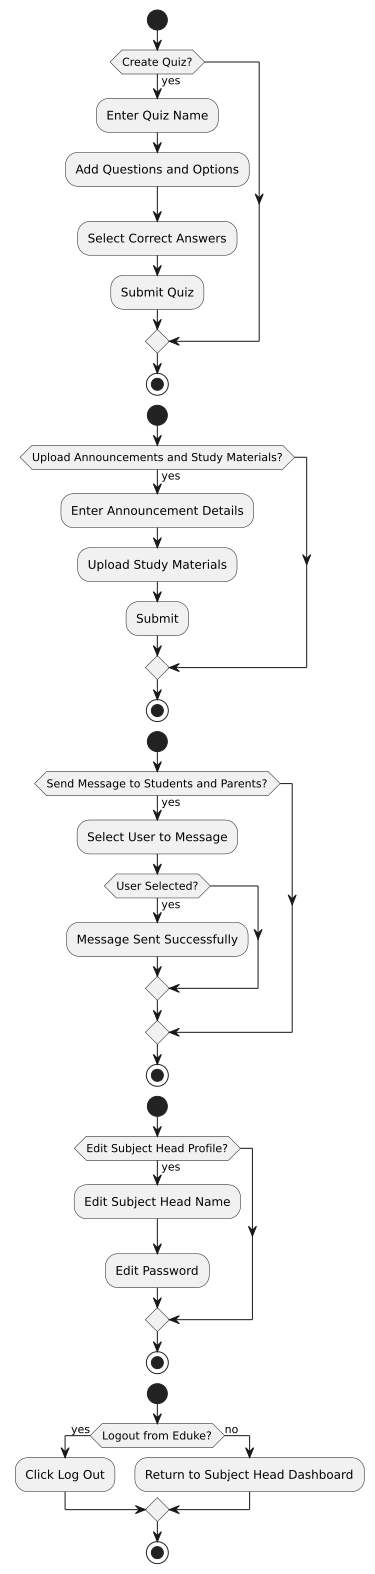 Create Quiz?
yes
Enter Quiz Name
Add Questions and Options
Select Correct Answers
Submit Quiz
Upload Announcements and Study Materials?
yes
Enter Announcement Details
Upload Study Materials
Submit
Send Message to Students and Parents?
yes
Select User to Message
User Selected?
yes
Message Sent Successfully
Edit Subject Head Profile?
yes
Edit Subject Head Name
Edit Password
yes
Logout from Eduke?
no
Click Log Out
Return to Subject Head Dashboard